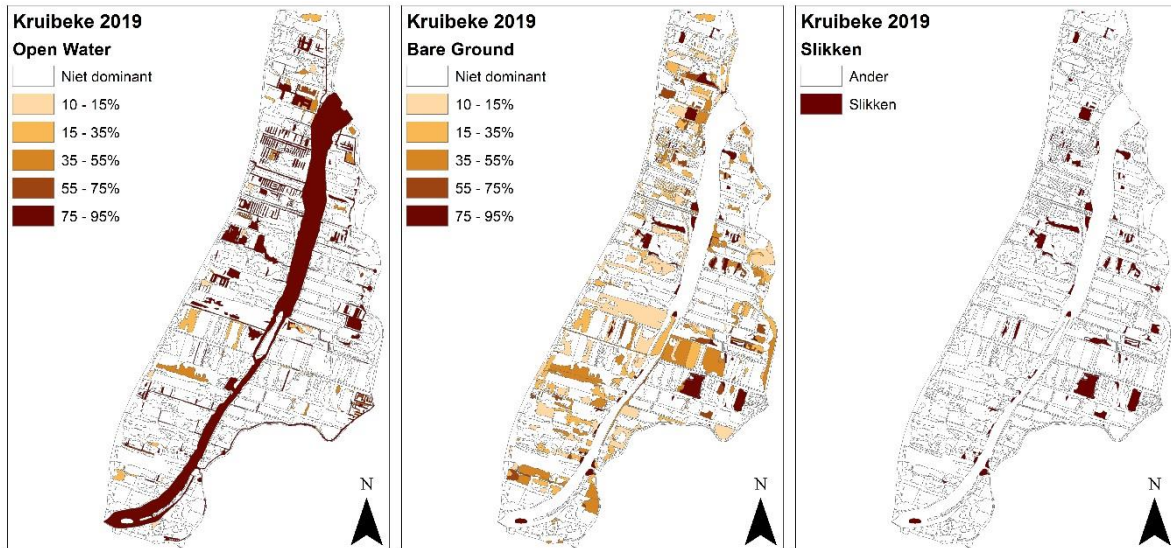 Kruibeke 2019
Open Water
Niet dominant
10 - 15%
15 - 35%
35 - 55%
55 - 75%
75 - 95%
N
Kruibeke 2019
Bare Ground
Niet dominant
10 - 15%
15 - 35%
35 - 55%
55 - 75%
75 - 95%
N
Kruibeke 2019
Slikken
Ander
Slikken
N